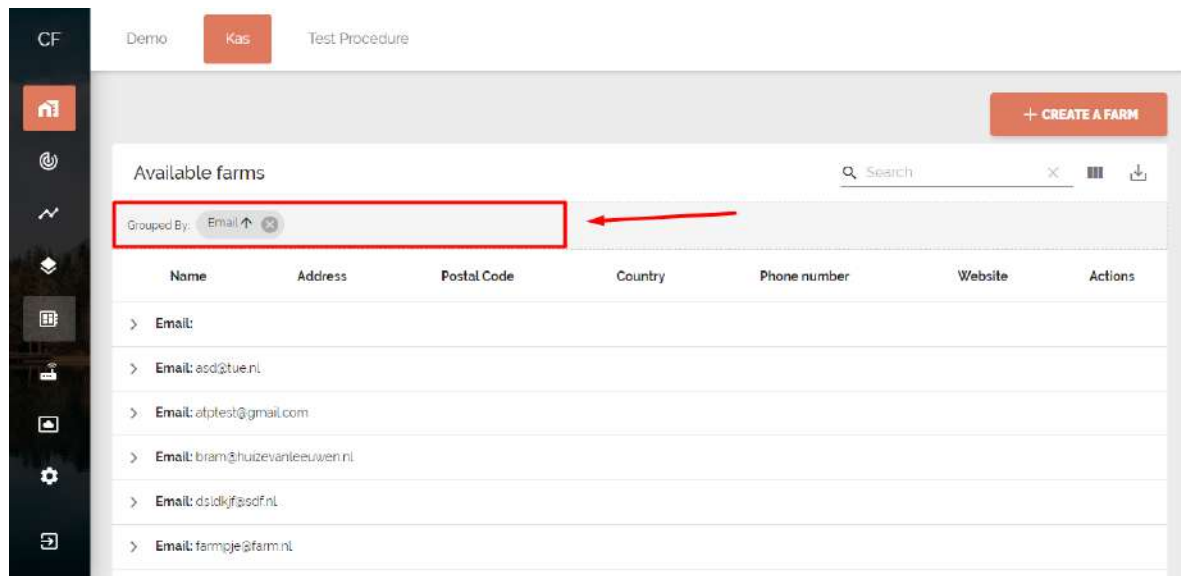 CF Demo Kas Test Procedure
+ CREATE A FARM
Available farms Search
Grouped By: Email
Name Address Postal Code Country Phone number Website Actions
Email:
Email: asd@tue.nl
Email: atptest@gmail.com
Email: bram@huizevanleeuwen.nl
Email: dsldkjf@sdf.nl
Email: farmpje@farm.nl